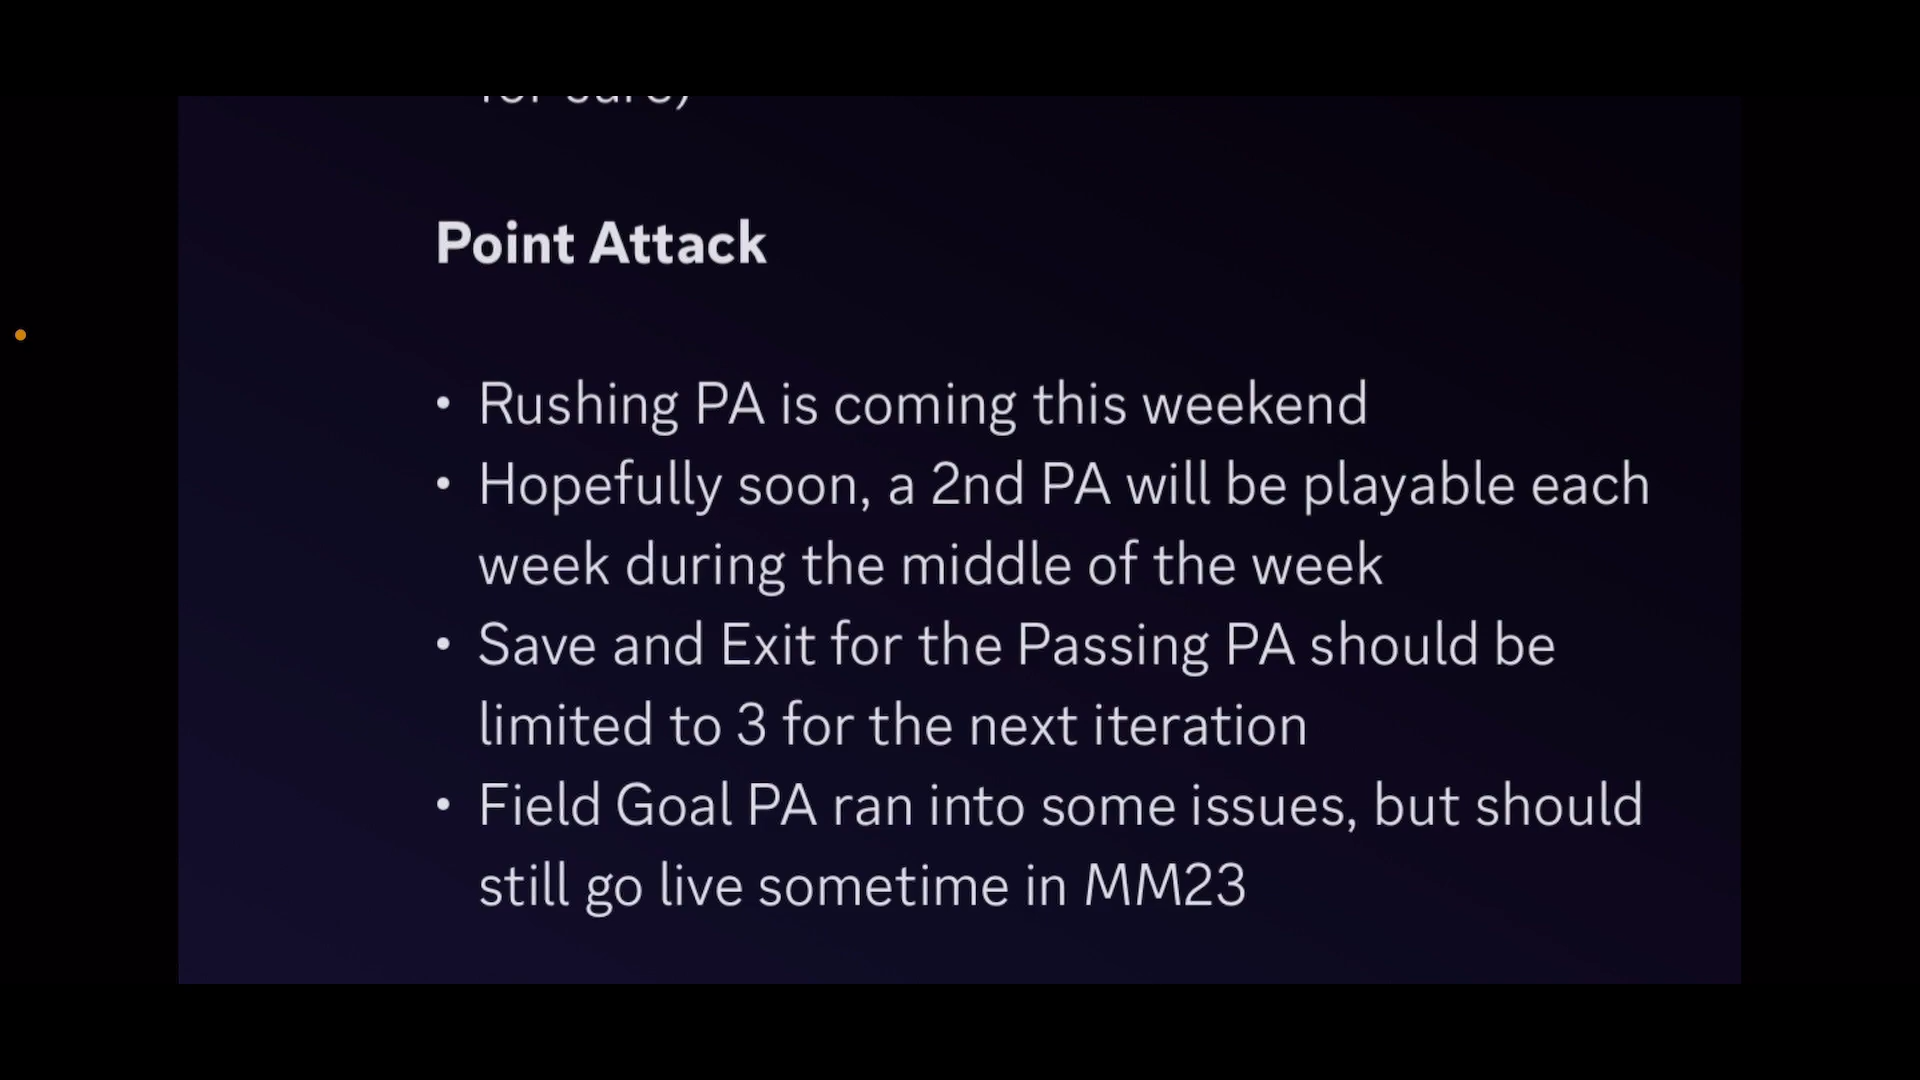 for sure)
Point Attack
• Rushing PA is coming this weekend
• Hopefully soon, a 2nd PA will be playable each
week during the middle of the week
• Save and Exit for the Passing PA should be
limited to 3 for the next iteration
• Field Goal PA ran into some issues, but should
still go live sometime in MM23